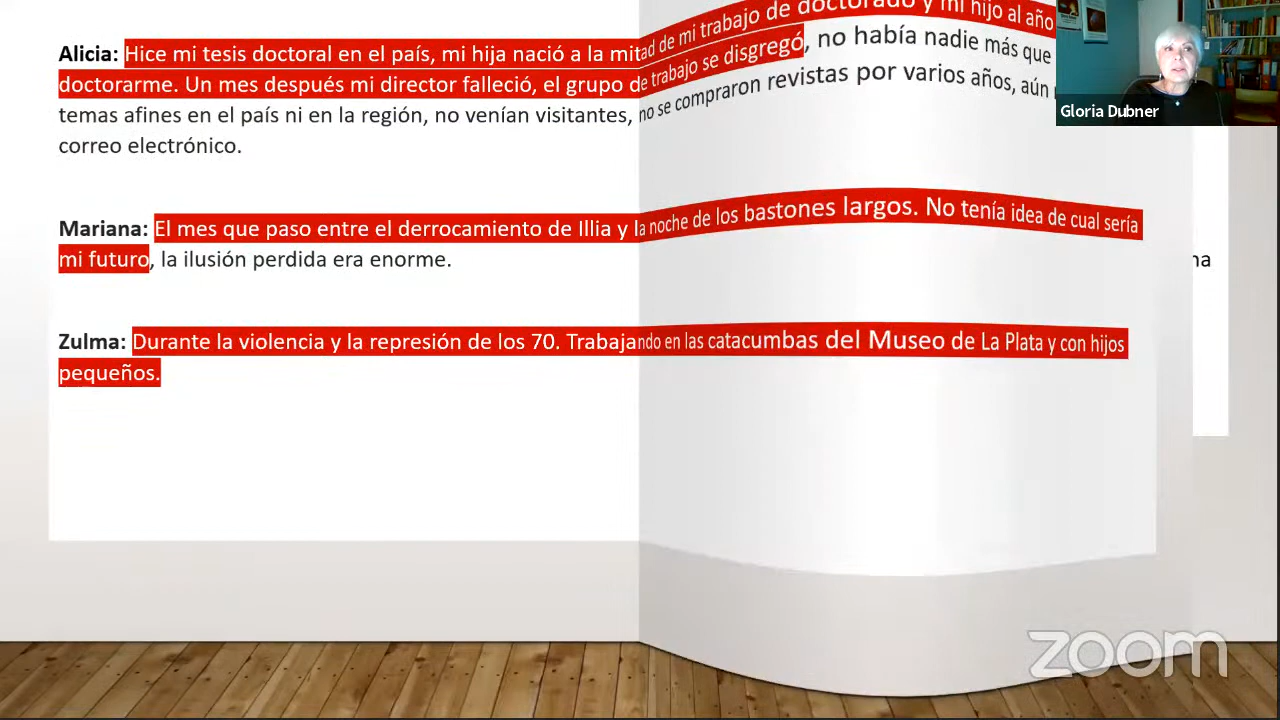 Alicia: Hice mi tesis doctoral en el país, mi hija nació a la mitad de mi trabajo de doctorado y mi hijo al año
doctorarme. Un mes después mi director falleció, el grupo de trabajo se disgregó, no había nadie más que
temas afines en el país ni en la región, no venían visitantes, no se compraron revistas por varios años, aún
correo electrónico.
Gloria Dubner
Mariana: El mes que paso entre el derrocamiento de Illia y la noche de los bastones largos. No tenía idea de cual sería
mi futuro, la ilusión perdida era enorme.
Zulma: Durante la violencia y la represión de los 70. Trabajando en las catacumbas del Museo de La Plata y con hijos
pequeños.
zoom